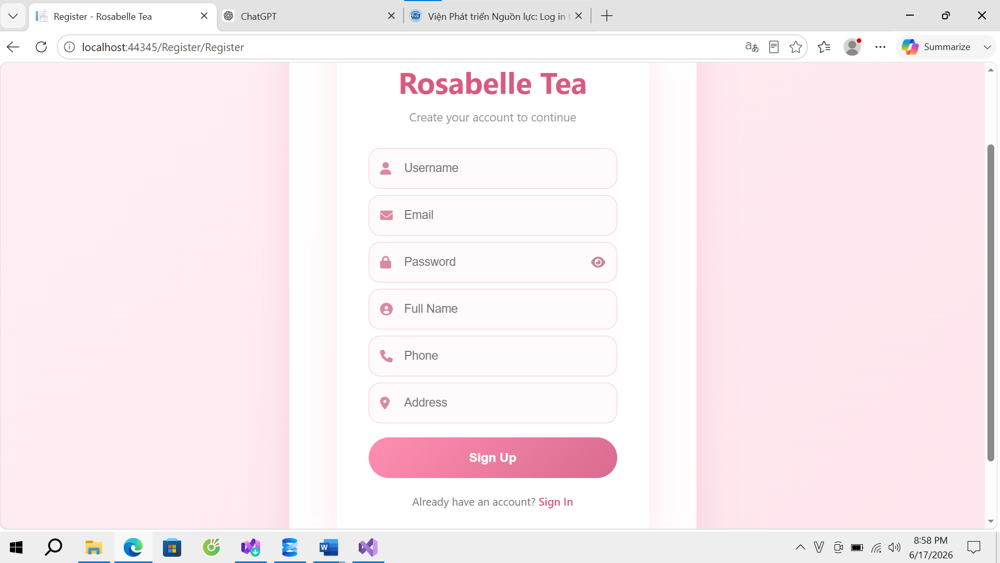 Register - Rosabelle Tea
ChatGPT
Viện Phát triển Nguồn lực: Log in t
localhost:44345/Register/Register
Summarize
Rosabelle Tea
Create your account to continue
Username
Email
Password
Full Name
Phone
Address
Sign Up
Already have an account? Sign In
8:58 PM
6/17/2026